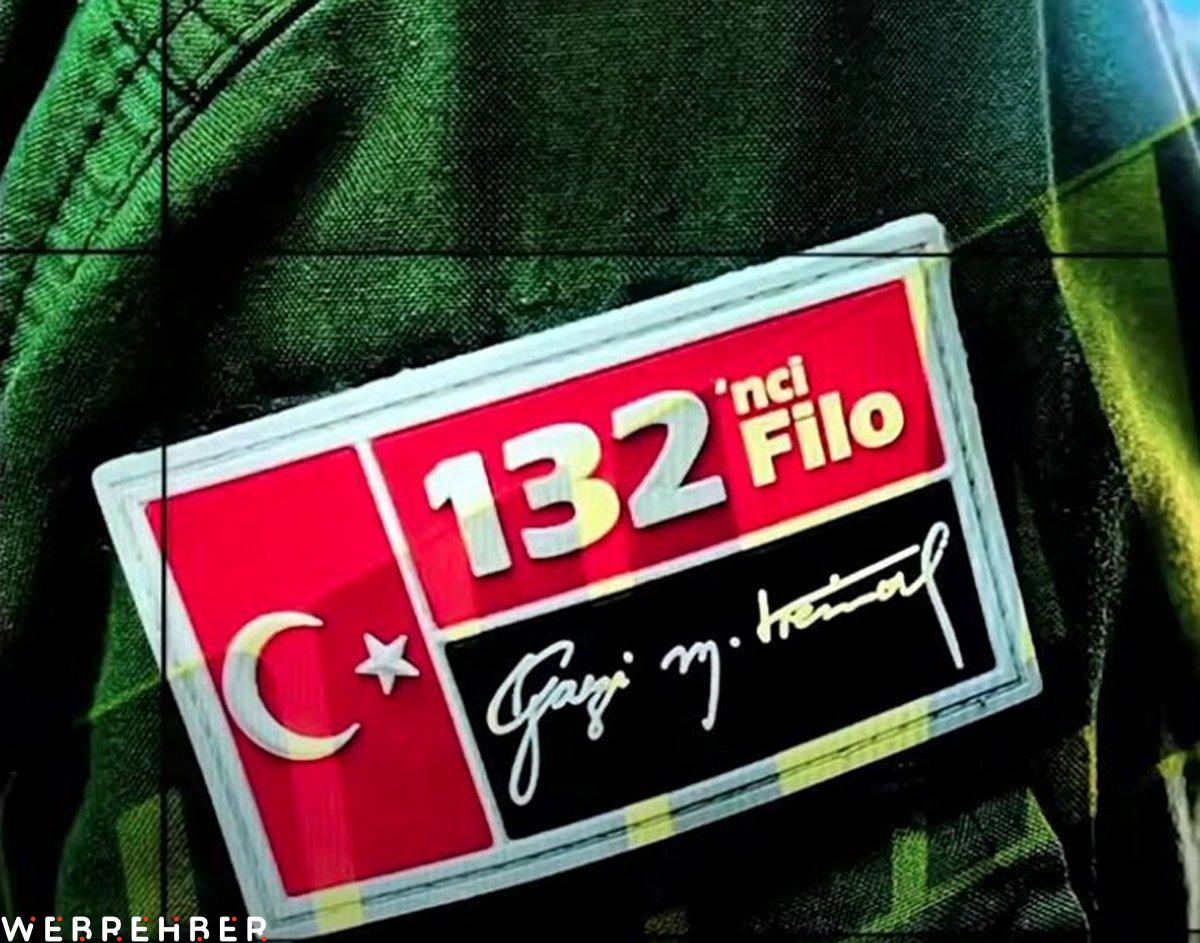 132'nci
Filo
Gazi M. Kemal
WEBREHBER